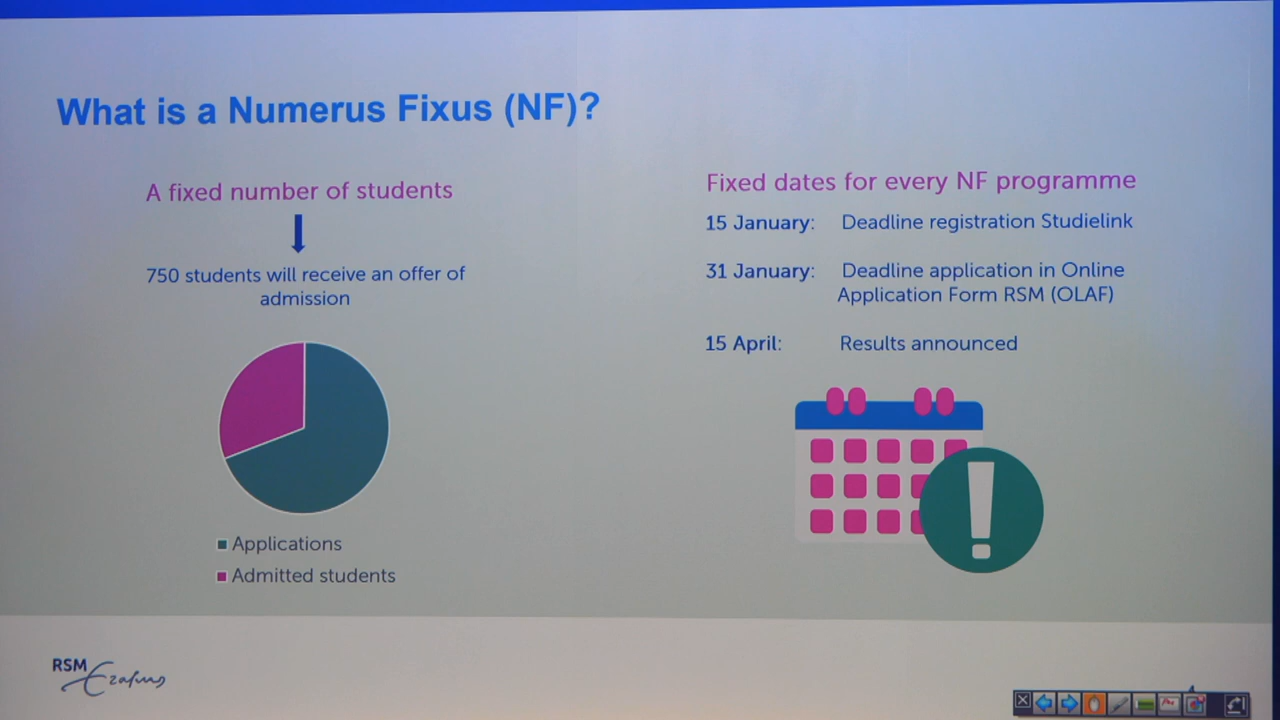 What is a Numerus Fixus (NF)?
A fixed number of students
750 students will receive an offer of
admission
Applications
Admitted students
Fixed dates for every NF programme
15 January: Deadline registration Studielink
31 January: Deadline application in Online
Application Form RSM (OLAF)
15 April: Results announced
RSM
Erasmus